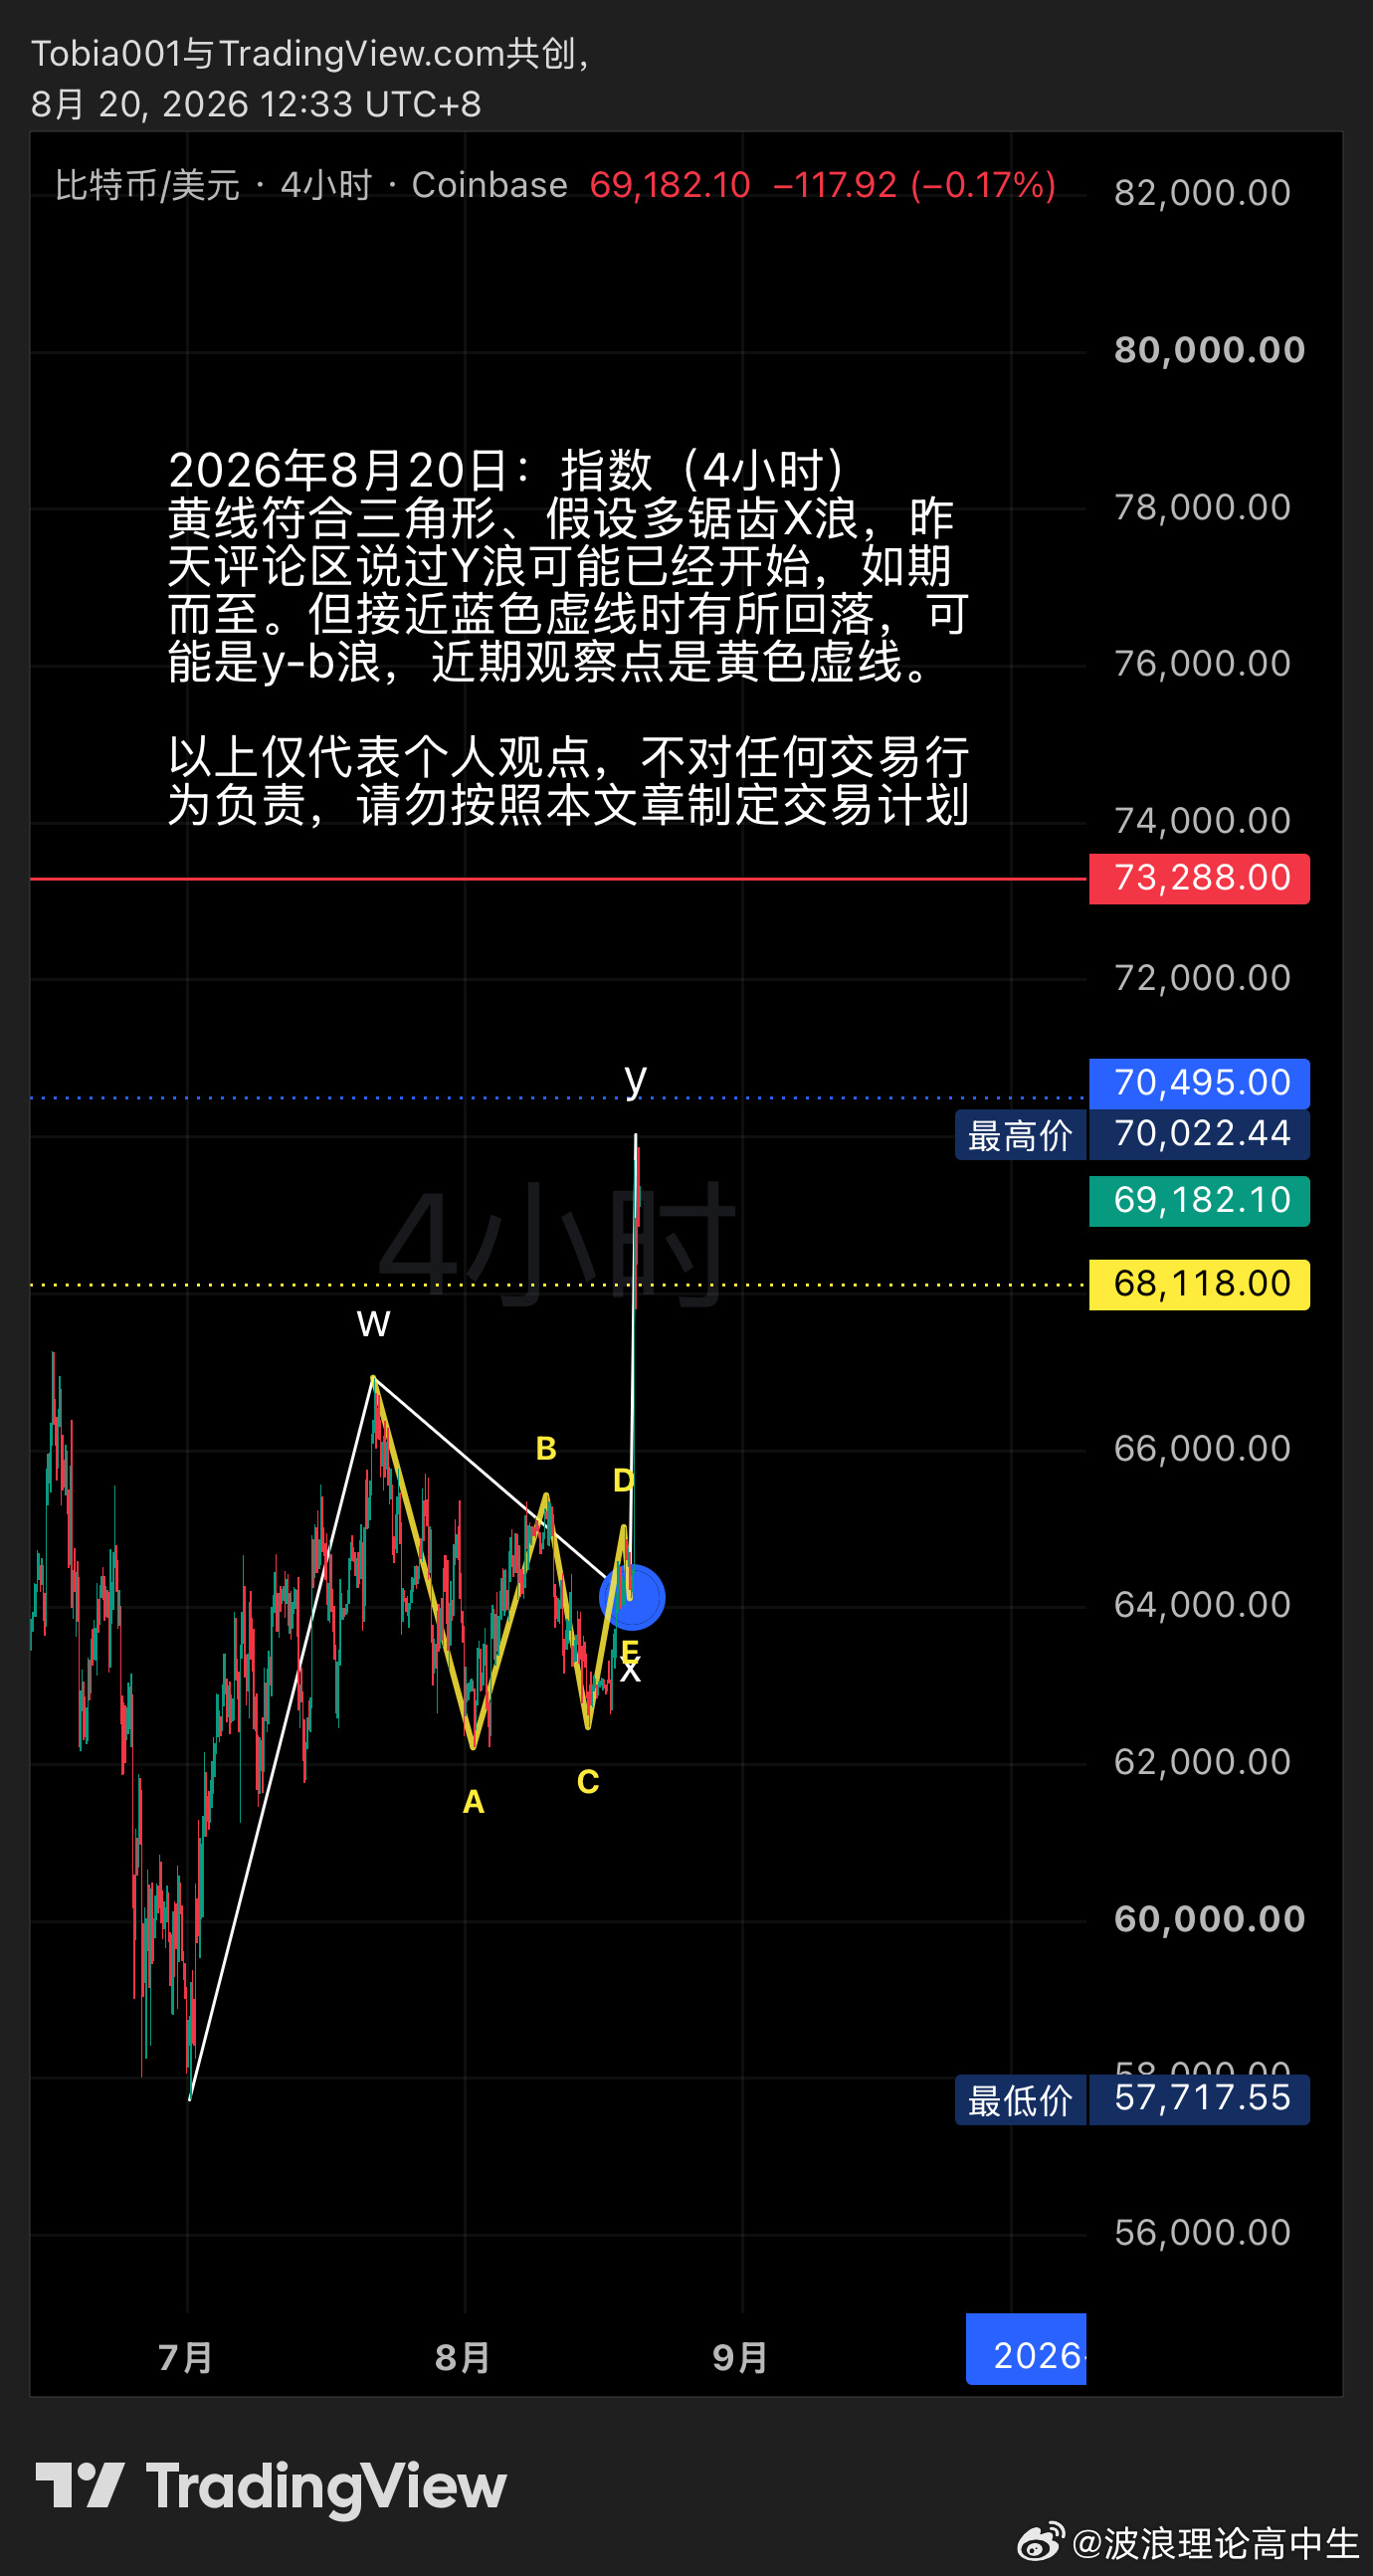 Tobia001与TradingView.com共创，
8月 20, 2026 12:33 UTC+8
比特币/美元 · 4小时 · Coinbase 69,182.10 −117.92 (−0.17%)
82,000.00
80,000.00
2026年8月20日：指数（4小时）
黄线符合三角形、假设多锯齿X浪，昨
天评论区说过Y浪可能已经开始，如期
而至。但接近蓝色虚线时有所回落，可
能是y-b浪，近期观察点是黄色虚线。
以上仅代表个人观点，不对任何交易行
为负责，请勿按照本文章制定交易计划
78,000.00
76,000.00
74,000.00
73,288.00
72,000.00
70,495.00
最高价 70,022.44
69,182.10
68,118.00
66,000.00
64,000.00
62,000.00
60,000.00
58,000.00
最低价 57,717.55
56,000.00
4小时
y
w
B
D
E
x
C
A
7月 8月 9月 2026-
TradingView
@波浪理论高中生